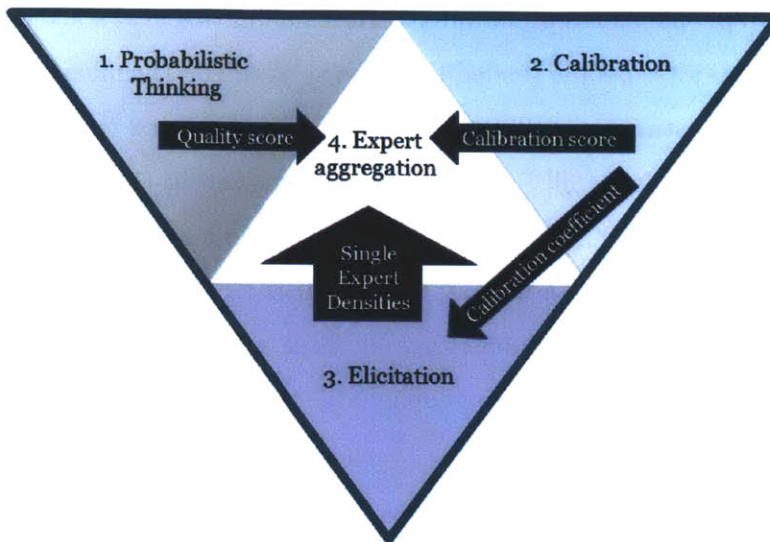 1. Probabilistic
Thinking
2. Calibration
Quality score
4. Expert
aggregation
Calibration score
Single
Expert
Densities
Calibration coefficient
3. Elicitation